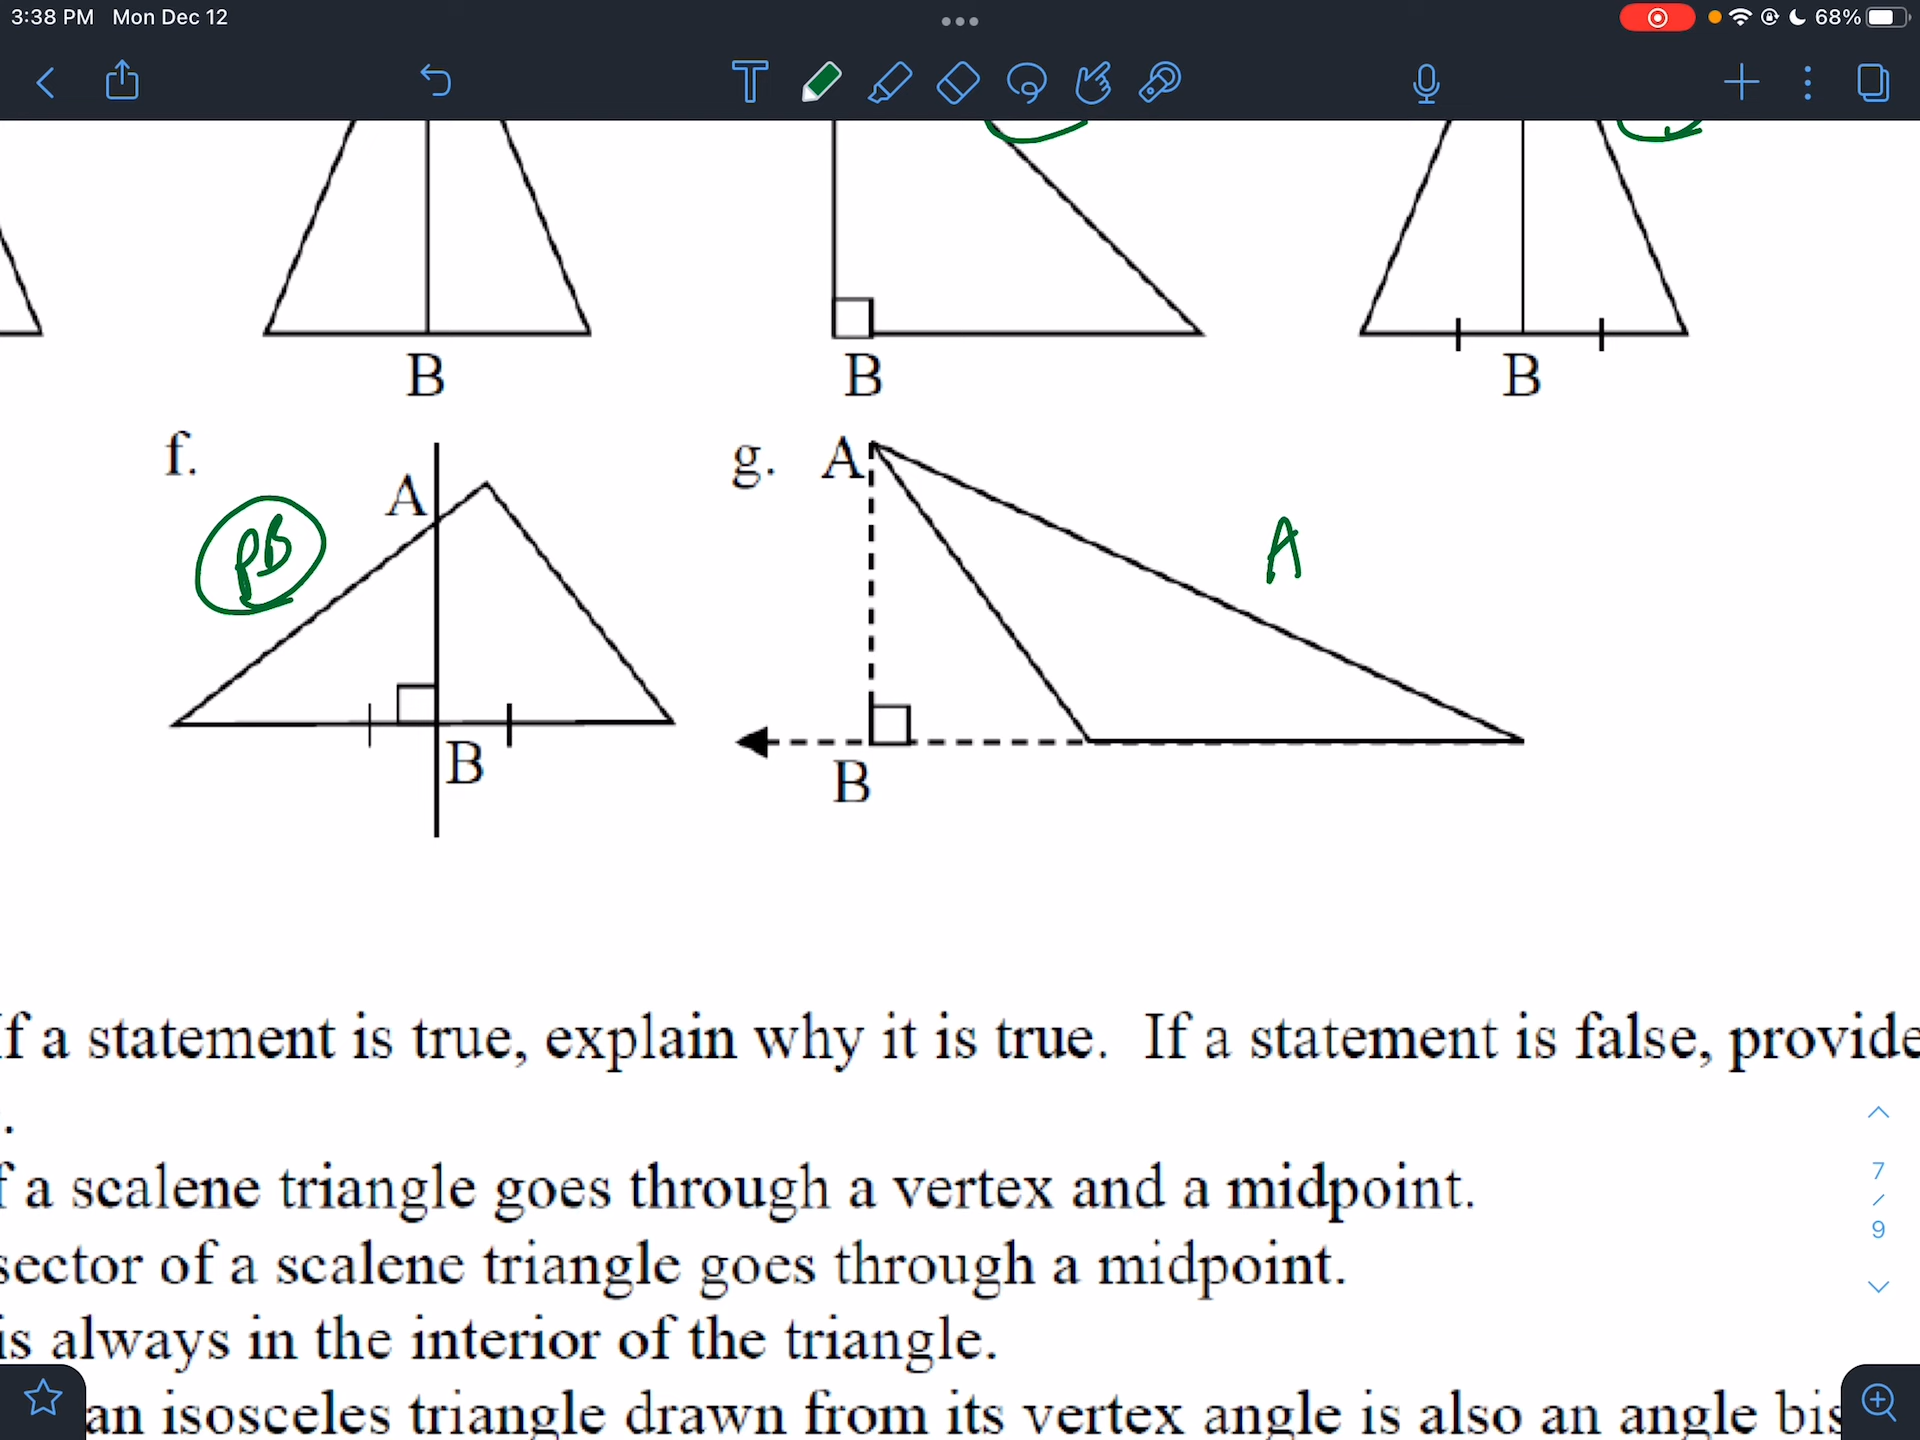 3:38 PM Mon Dec 12
68%
T
B
B
B
f.
A
PB
B
g.
A
A
B
If a statement is true, explain why it is true. If a statement is false, provide
.
f a scalene triangle goes through a vertex and a midpoint.
sector of a scalene triangle goes through a midpoint.
is always in the interior of the triangle.
an isosceles triangle drawn from its vertex angle is also an angle bis
7
/
9